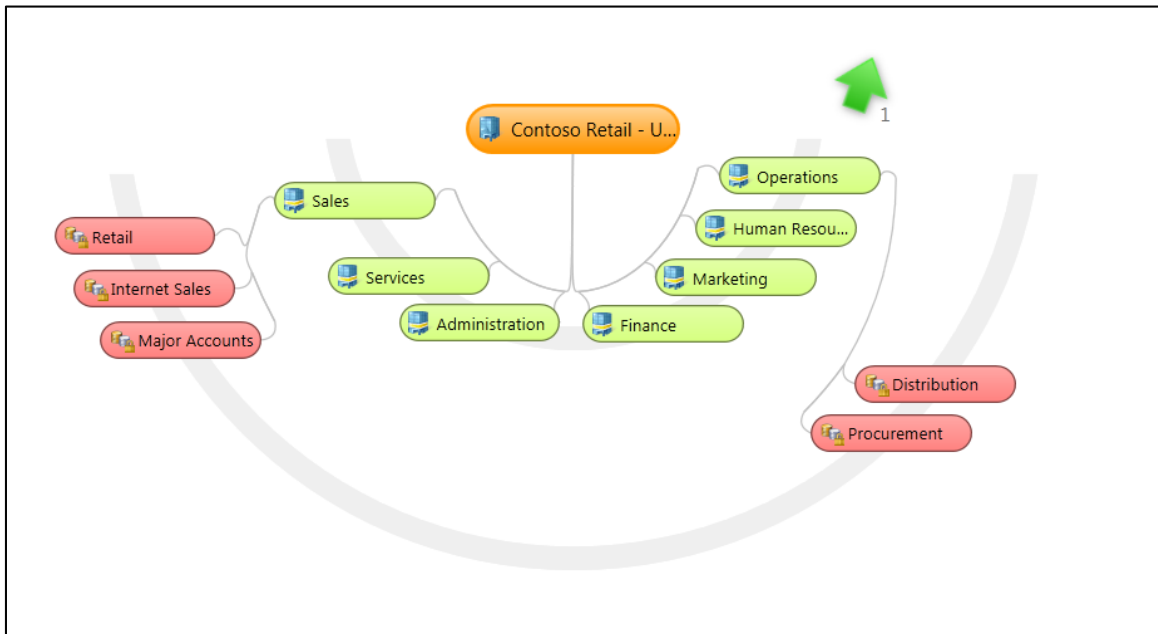 1
Contoso Retail - U...
Operations
Sales
Human Resou...
Retail
Services
Marketing
Internet Sales
Administration
Finance
Major Accounts
Distribution
Procurement